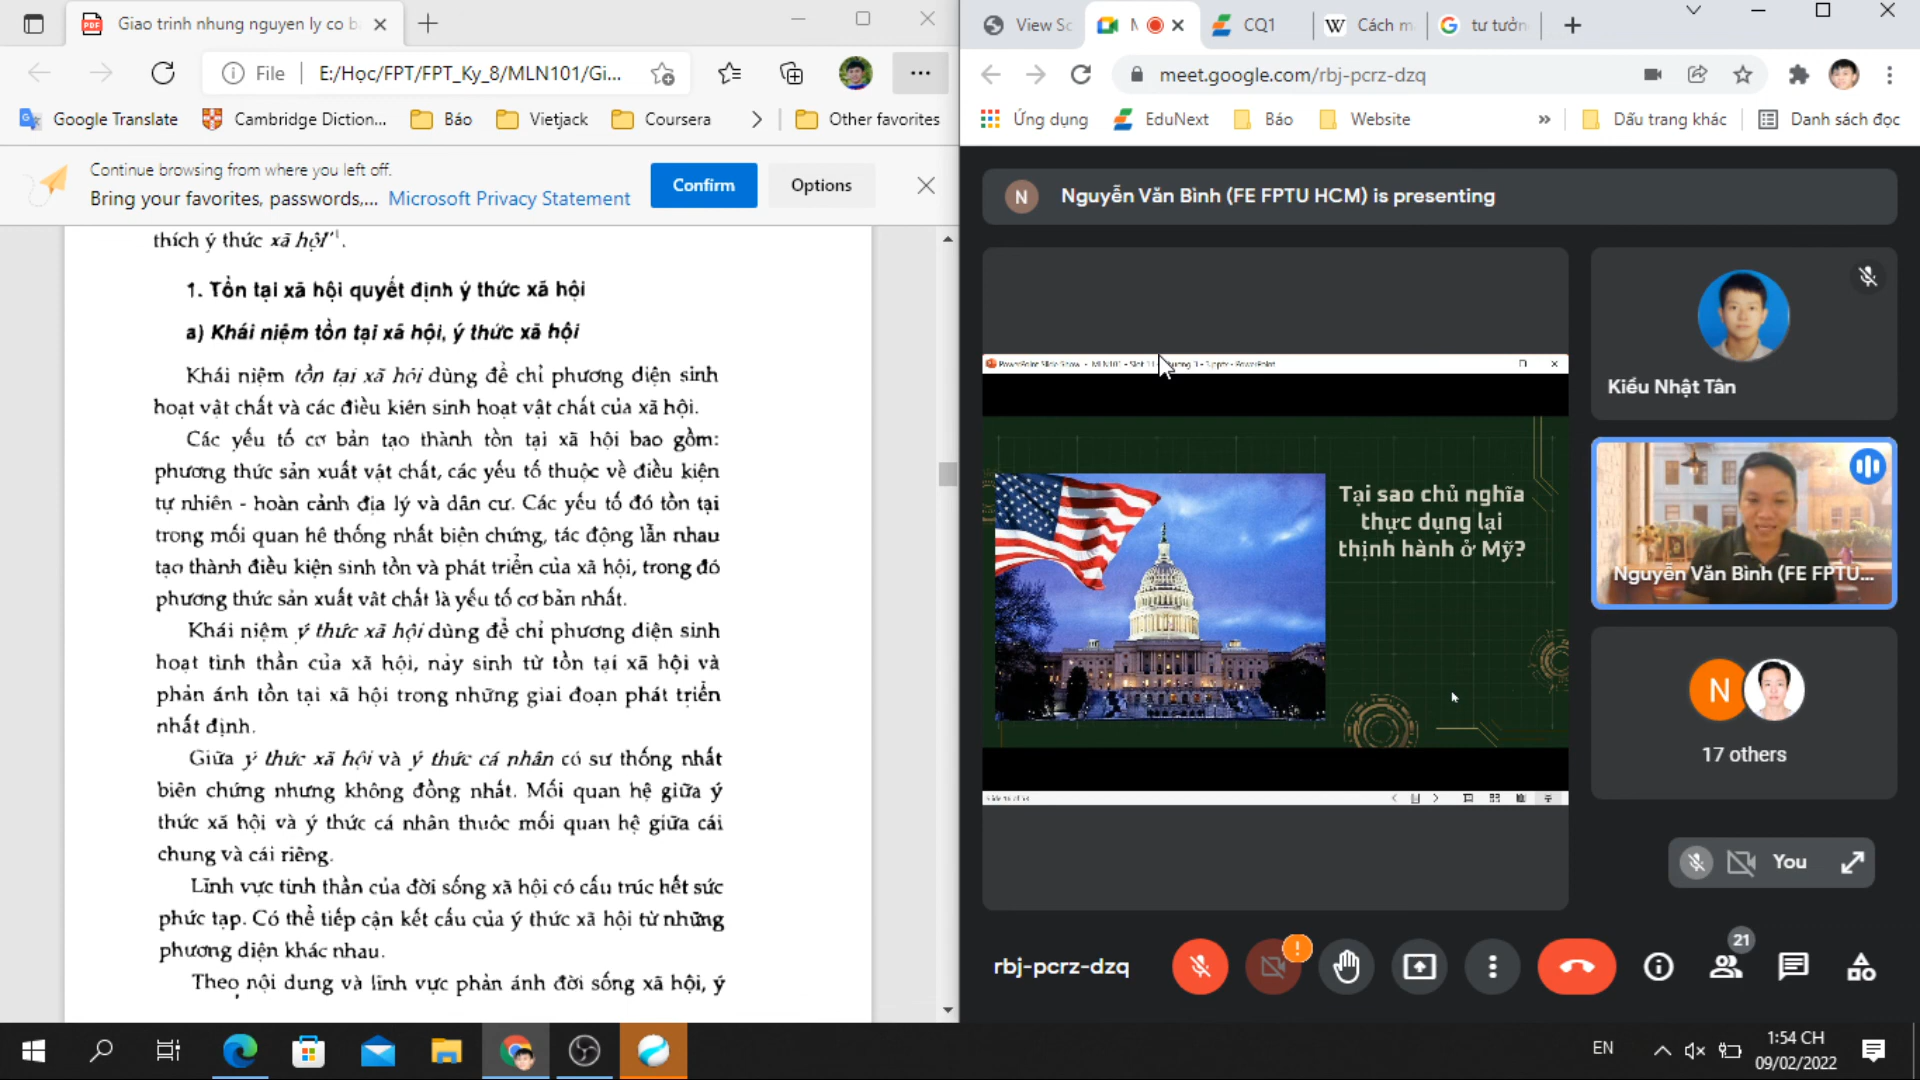 Giao trinh nhung nguyen ly co b
File
E:/Học/FPT/FPT_Ky_8/MLN101/Gi...
Google Translate
Cambridge Diction...
Báo
Vietjack
Coursera
Other favorites
Continue browsing from where you left off.
Bring your favorites, passwords,... Microsoft Privacy Statement
Confirm
Options
thích ý thức xã hội"1.
1. Tồn tại xã hội quyết định ý thức xã hội
a) Khái niệm tồn tại xã hội, ý thức xã hội
Khái niệm tồn tại xã hội dùng để chỉ phương diện sinh
hoạt vật chất và các điều kiện sinh hoạt vật chất của xã hội.
Các yếu tố cơ bản tạo thành tồn tại xã hội bao gồm:
phương thức sản xuất vật chất, các yếu tố thuộc về điều kiện
tự nhiên - hoàn cảnh địa lý và dân cư. Các yếu tố đó tồn tại
trong mối quan hệ thống nhất biện chứng, tác động lẫn nhau
tạo thành điều kiện sinh tồn và phát triển của xã hội, trong đó
phương thức sản xuất vật chất là yếu tố cơ bản nhất.
Khái niệm ý thức xã hội dùng để chỉ phương diện sinh
hoạt tinh thần của xã hội, nảy sinh từ tồn tại xã hội và
phản ánh tồn tại xã hội trong những giai đoạn phát triển
nhất định.
Giữa ý thức xã hội và ý thức cá nhân có sự thống nhất
biện chứng nhưng không đồng nhất. Mối quan hệ giữa ý
thức xã hội và ý thức cá nhân thuộc mối quan hệ giữa cái
chung và cái riêng.
Lĩnh vực tinh thần của đời sống xã hội có cấu trúc hết sức
phức tạp. Có thể tiếp cận kết cấu của ý thức xã hội từ những
phương diện khác nhau.
Theo nội dung và lĩnh vực phản ánh đời sống xã hội, ý
View Sc
M
CQ1
Cách m
tư tưởn
meet.google.com/rbj-pcrz-dzq
Ứng dụng
EduNext
Báo
Website
Dấu trang khác
Danh sách đọc
N
Nguyễn Văn Bình (FE FPTU HCM) is presenting
PowerPoint Slide Show - MLN101 - Slot 11 - - PowerPoint
Tại sao chủ nghĩa
thực dụng lại
thịnh hành ở Mỹ?
Kiều Nhật Tân
Nguyễn Văn Bình (FE FPTU...
N
17 others
You
rbj-pcrz-dzq
21
EN
1:54 CH
09/02/2022